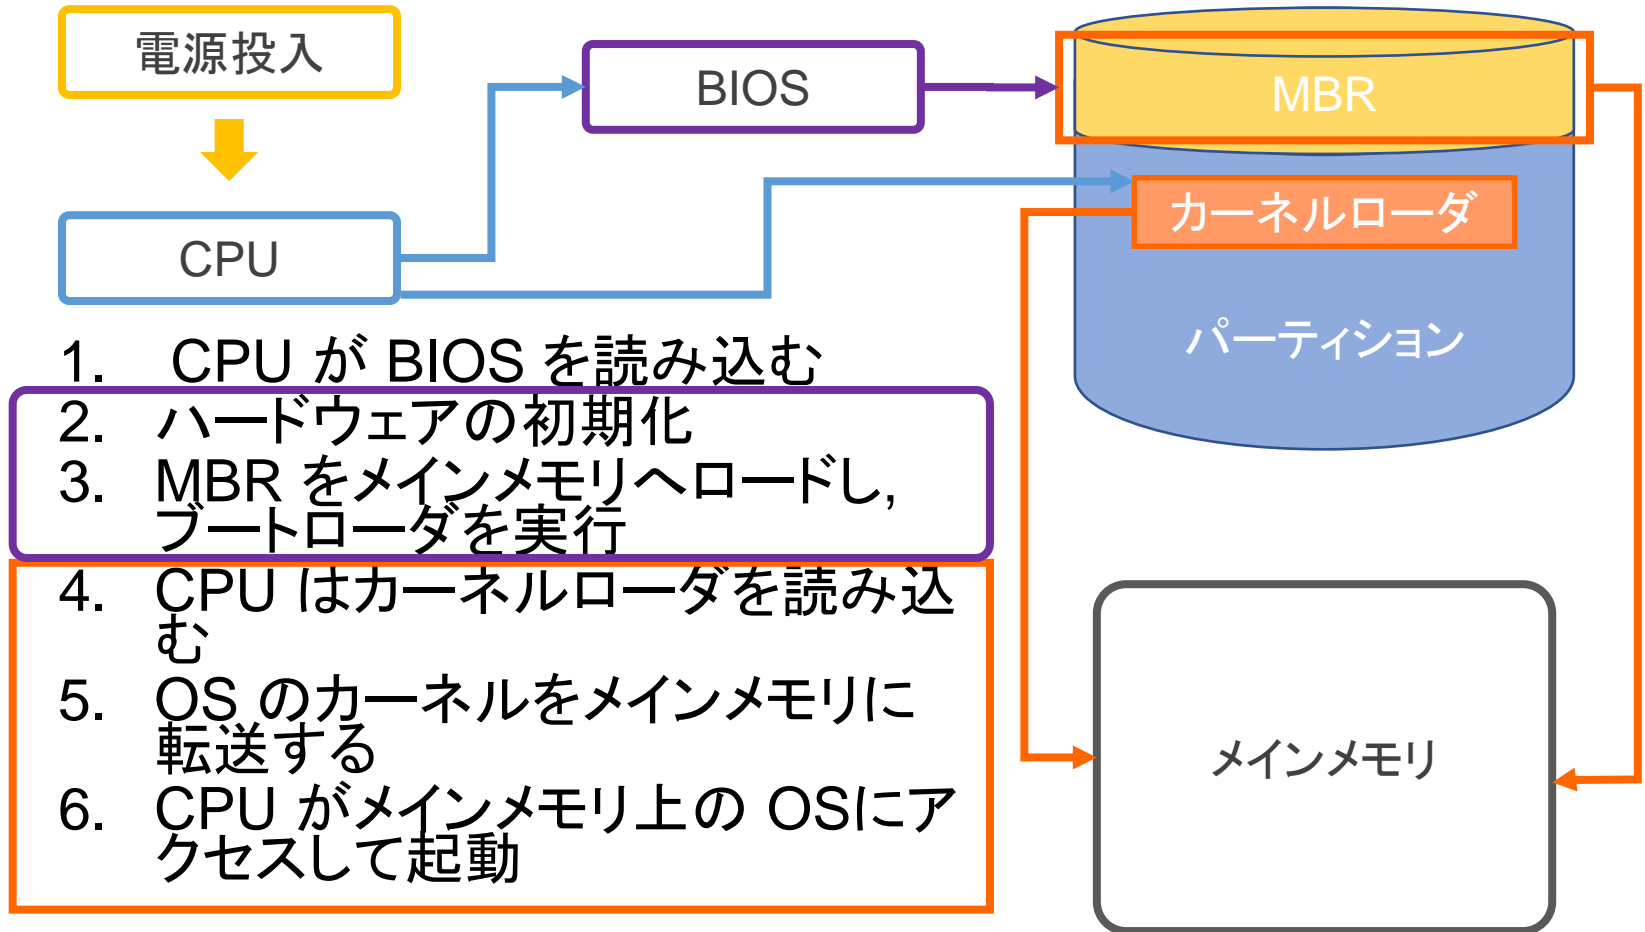 電源投入
BIOS
MBR
カーネルローダ
CPU
パーティション
1. CPU が BIOS を読み込む
2. ハードウェアの初期化
3. MBR をメインメモリへロードし,
ブートローダを実行
4. CPU はカーネルローダを読み込
む
5. OS のカーネルをメインメモリに
転送する
6. CPU がメインメモリ上の OSにア
クセスして起動
メインメモリ